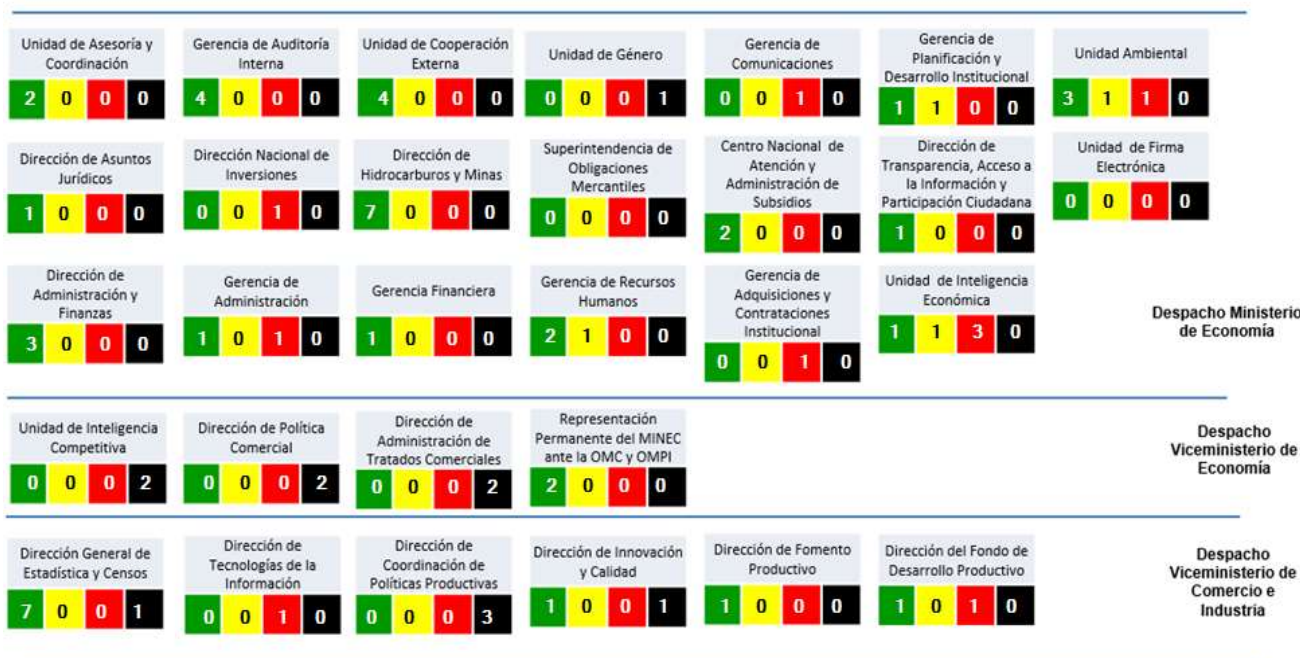 Unidad de Asesoría y
Coordinación
2 0 0 0
Gerencia de Auditoría
Interna
4 0 0 0
Unidad de Cooperación
Externa
4 0 0 0
Unidad de Género
0 0 0 1
Gerencia de
Comunicaciones
0 0 1 0
Gerencia de
Planificación y
Desarrollo Institucional
1 1 0 0
Unidad Ambiental
3 1 1 0
Dirección de Asuntos
Jurídicos
1 0 0 0
Dirección Nacional de
Inversiones
0 0 1 0
Dirección de
Hidrocarburos y Minas
7 0 0 0
Superintendencia de
Obligaciones
Mercantiles
0 0 0 0
Centro Nacional de
Atención y
Administración de
Subsidios
2 0 0 0
Dirección de
Transparencia, Acceso a
la Información y
Participación Ciudadana
1 0 0 0
Unidad de Firma
Electrónica
0 0 0 0
Dirección de
Administración y
Finanzas
3 0 0 0
Gerencia de
Administración
1 0 1 0
Gerencia Financiera
1 0 0 0
Gerencia de Recursos
Humanos
2 1 0 0
Gerencia de
Adquisiciones y
Contrataciones
Institucional
0 0 1 0
Unidad de Inteligencia
Económica
1 1 3 0
Despacho Ministerio
de Economía
Unidad de Inteligencia
Competitiva
0 0 0 2
Dirección de Política
Comercial
0 0 0 2
Dirección de
Administración de
Tratados Comerciales
0 0 0 2
Representación
Permanente del MINEC
ante la OMC y OMPI
2 0 0 0
Despacho
Viceministerio de
Economía
Dirección General de
Estadística y Censos
7 0 0 1
Dirección de
Tecnologías de la
Información
0 0 1 0
Dirección de
Coordinación de
Políticas Productivas
0 0 0 3
Dirección de Innovación
y Calidad
1 0 0 1
Dirección de Fomento
Productivo
1 0 0 0
Dirección del Fondo de
Desarrollo Productivo
1 0 1 0
Despacho
Viceministerio de
Comercio e
Industria